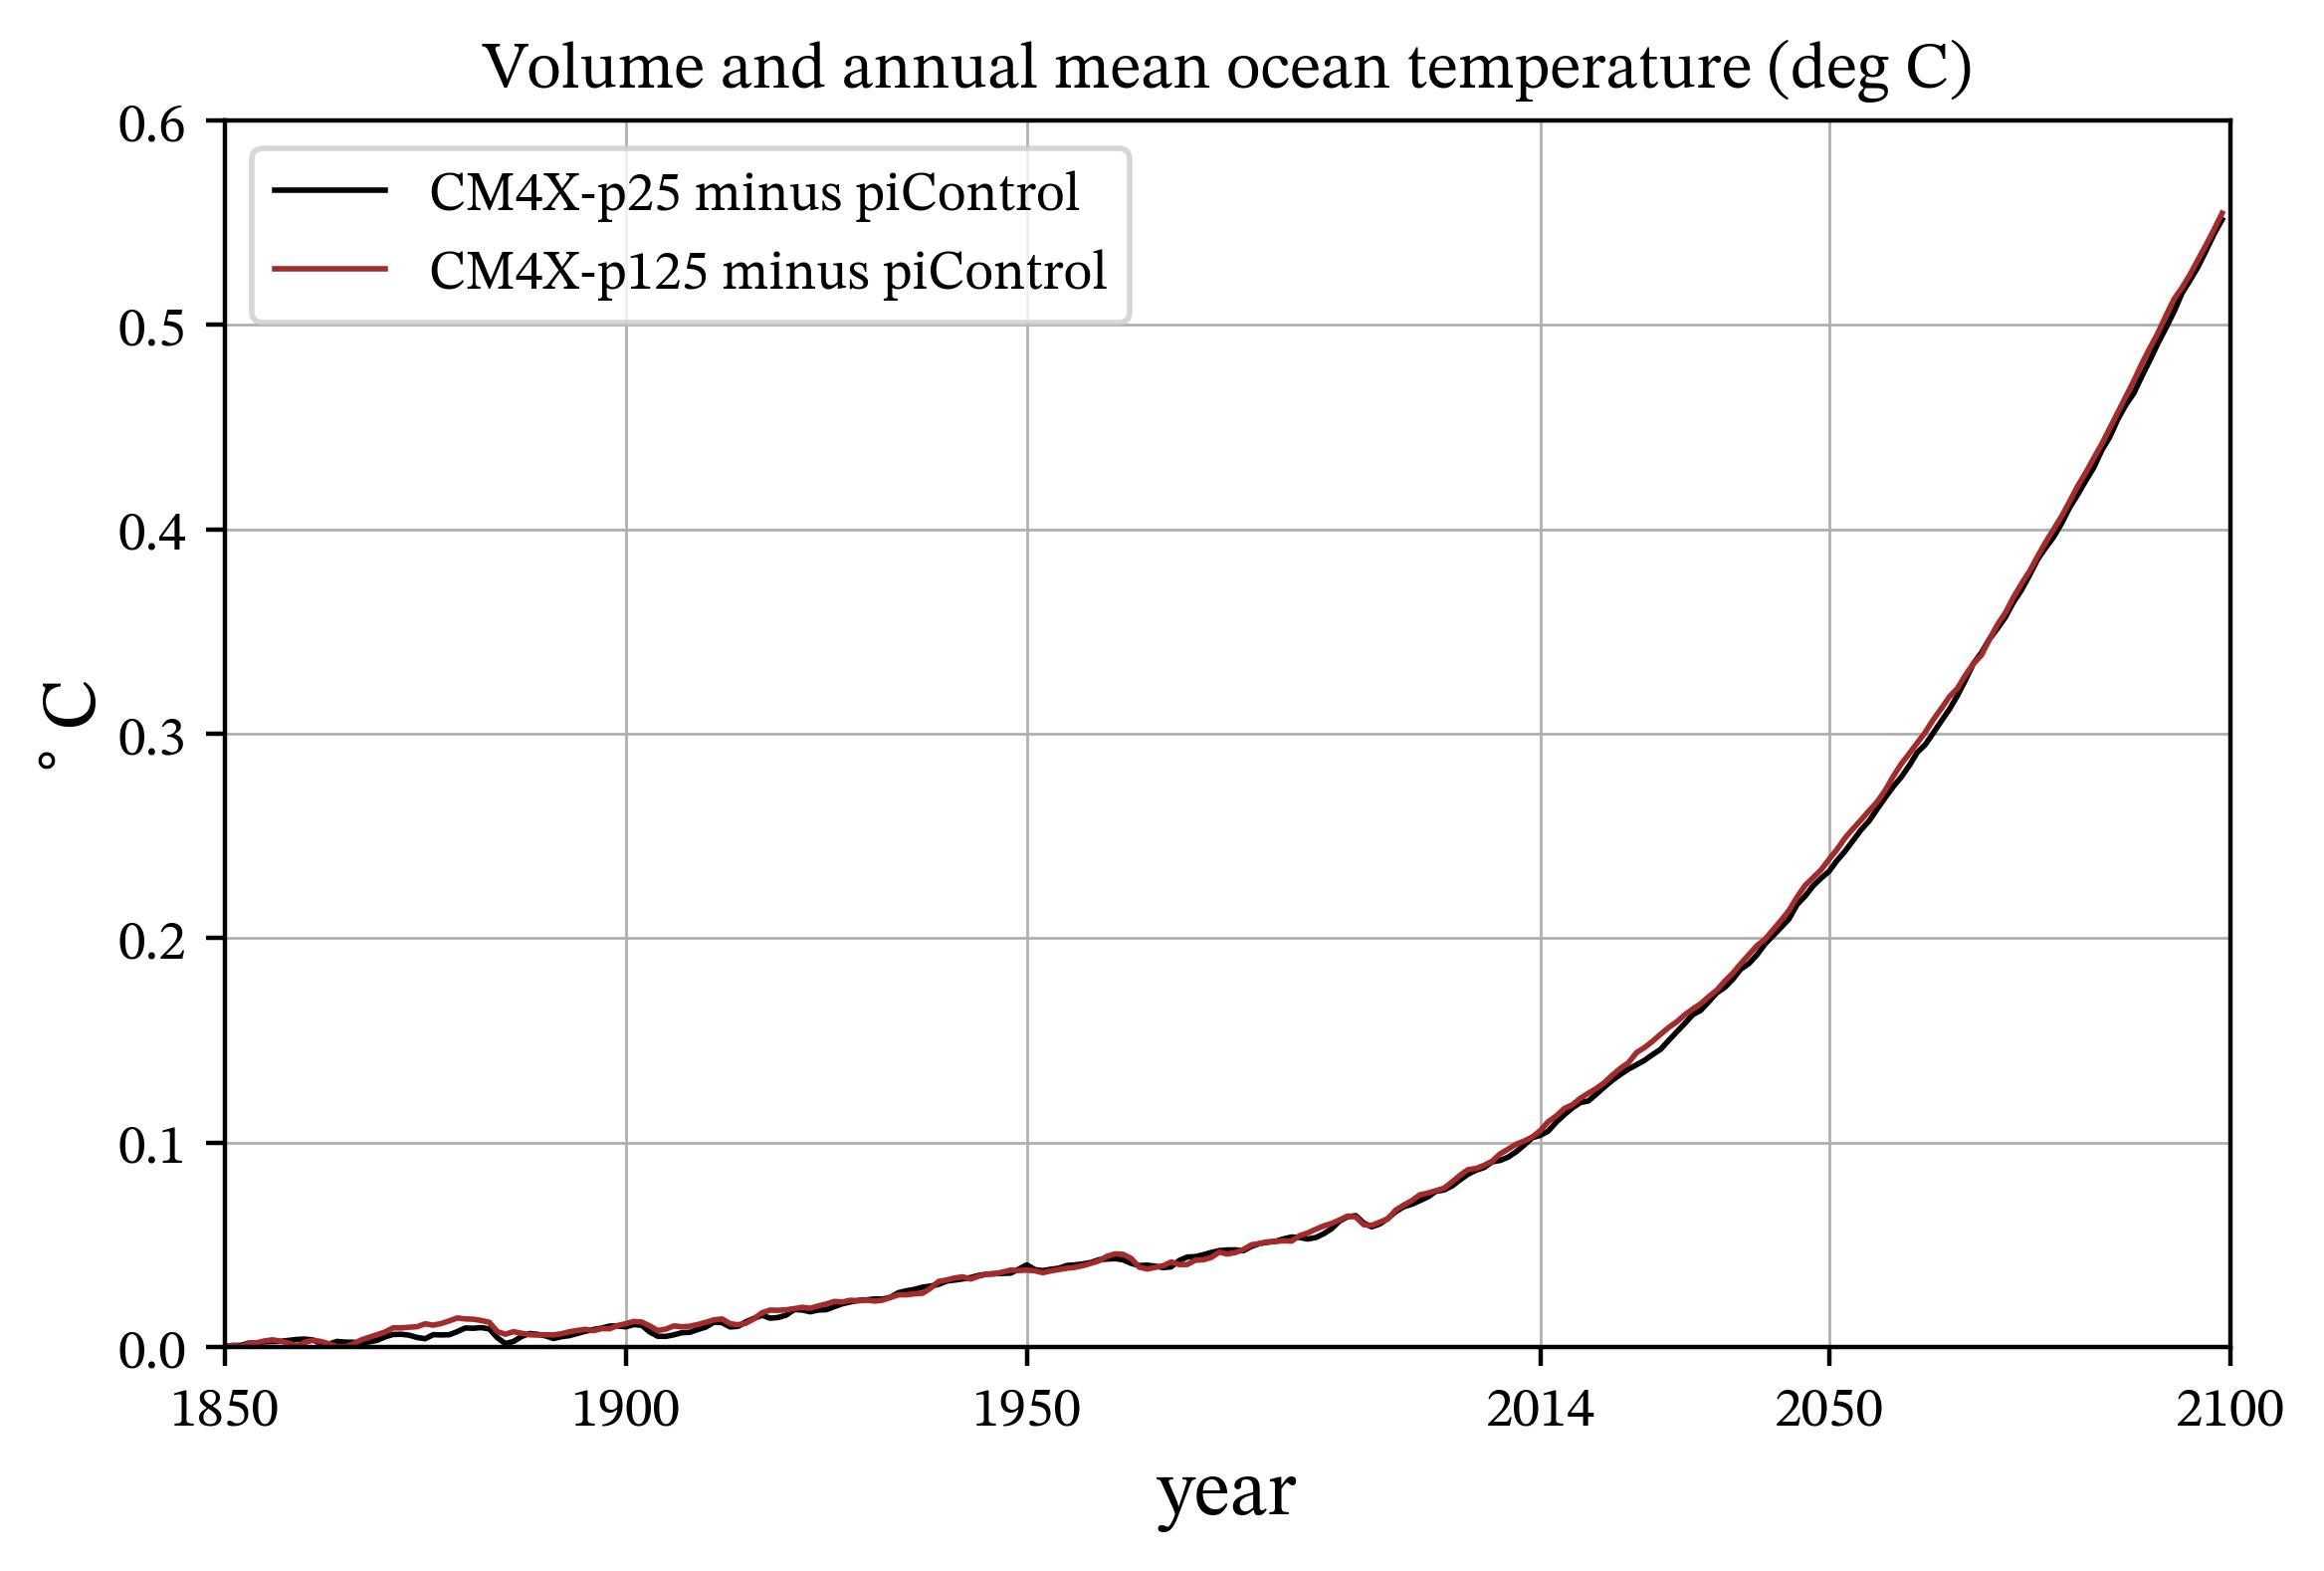 Volume and annual mean ocean temperature (deg C)
CM4X-p25 minus piControl
CM4X-p125 minus piControl
°C
0.6
0.5
0.4
0.3
0.2
0.1
0.0
1850
1900
1950
2014
2050
2100
year